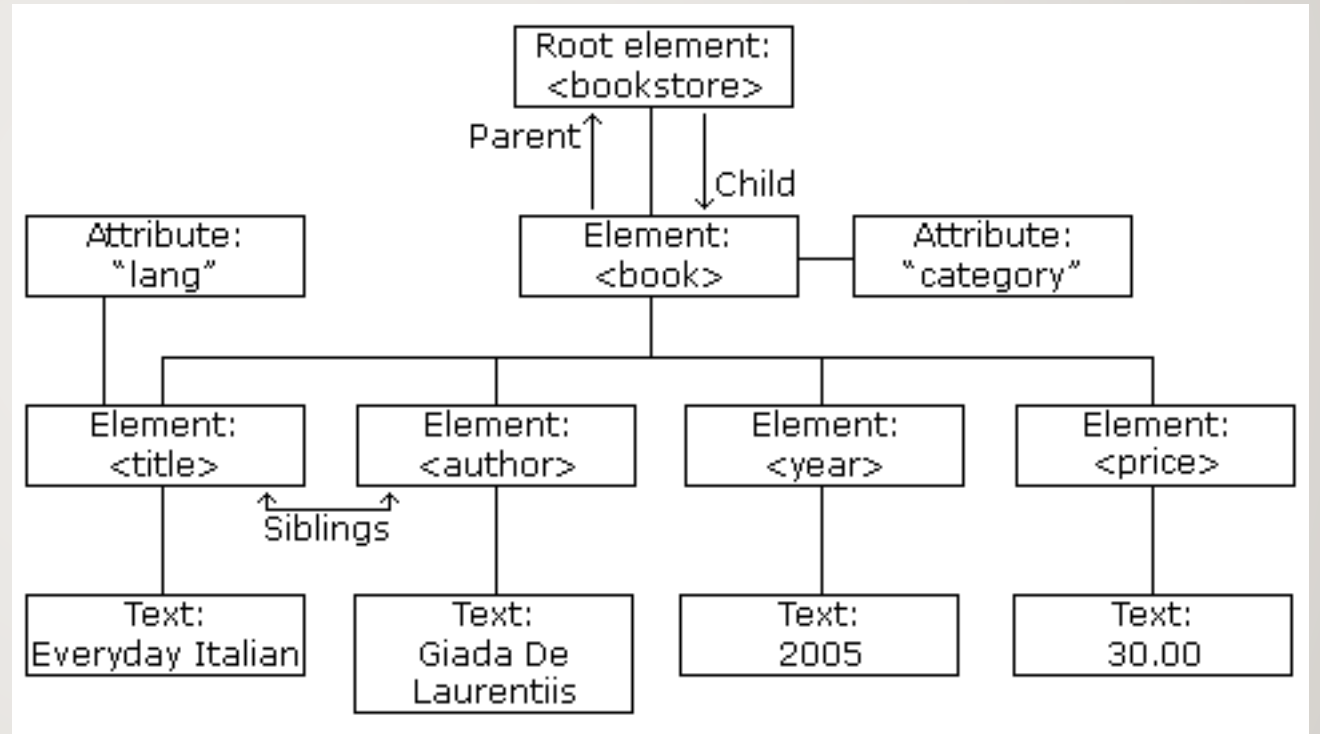 Root element:
<bookstore>
Parent
Child
Attribute:
“lang”
Element:
<book>
Attribute:
“category”
Element:
<title>
Element:
<author>
Element:
<year>
Element:
<price>
Siblings
Text:
Everyday Italian
Text:
Giada De
Laurentiis
Text:
2005
Text:
30.00